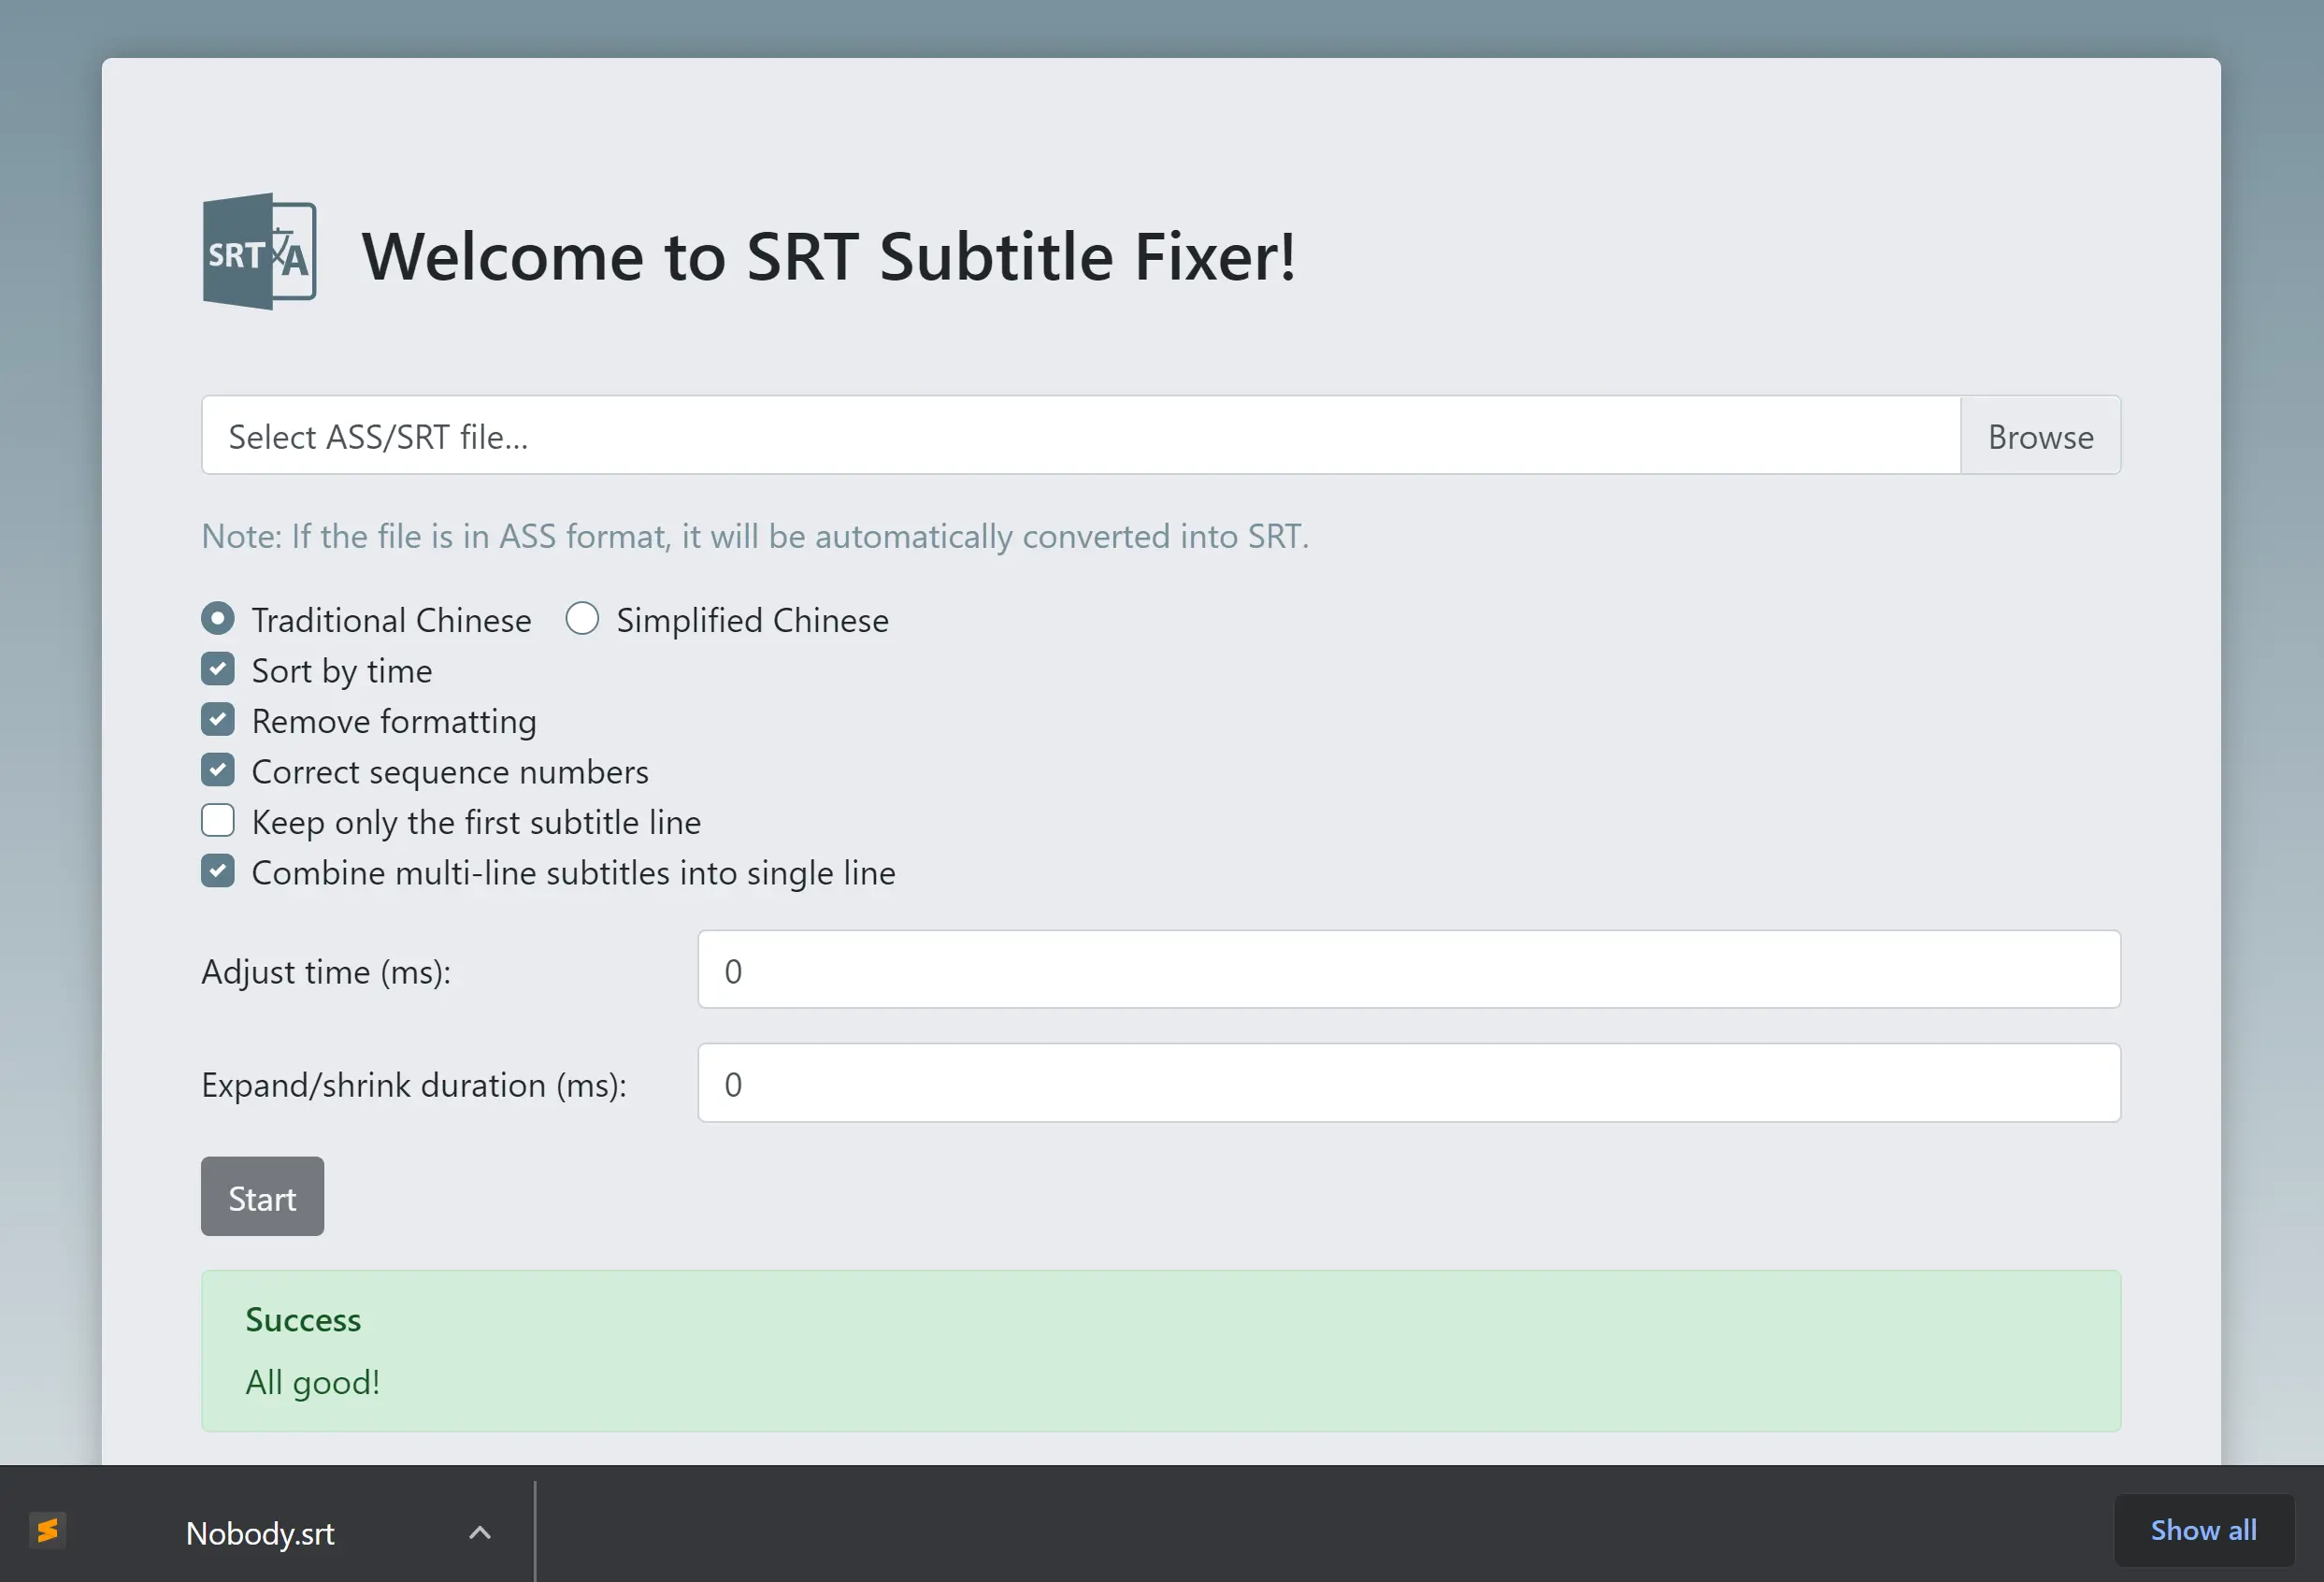 SRT 文A
Welcome to SRT Subtitle Fixer!
Select ASS/SRT file...
Browse
Note: If the file is in ASS format, it will be automatically converted into SRT.
Traditional Chinese Simplified Chinese
Sort by time
Remove formatting
Correct sequence numbers
Keep only the first subtitle line
Combine multi-line subtitles into single line
Adjust time (ms): 0
Expand/shrink duration (ms): 0
Start
Success
All good!
Nobody.srt
Show all